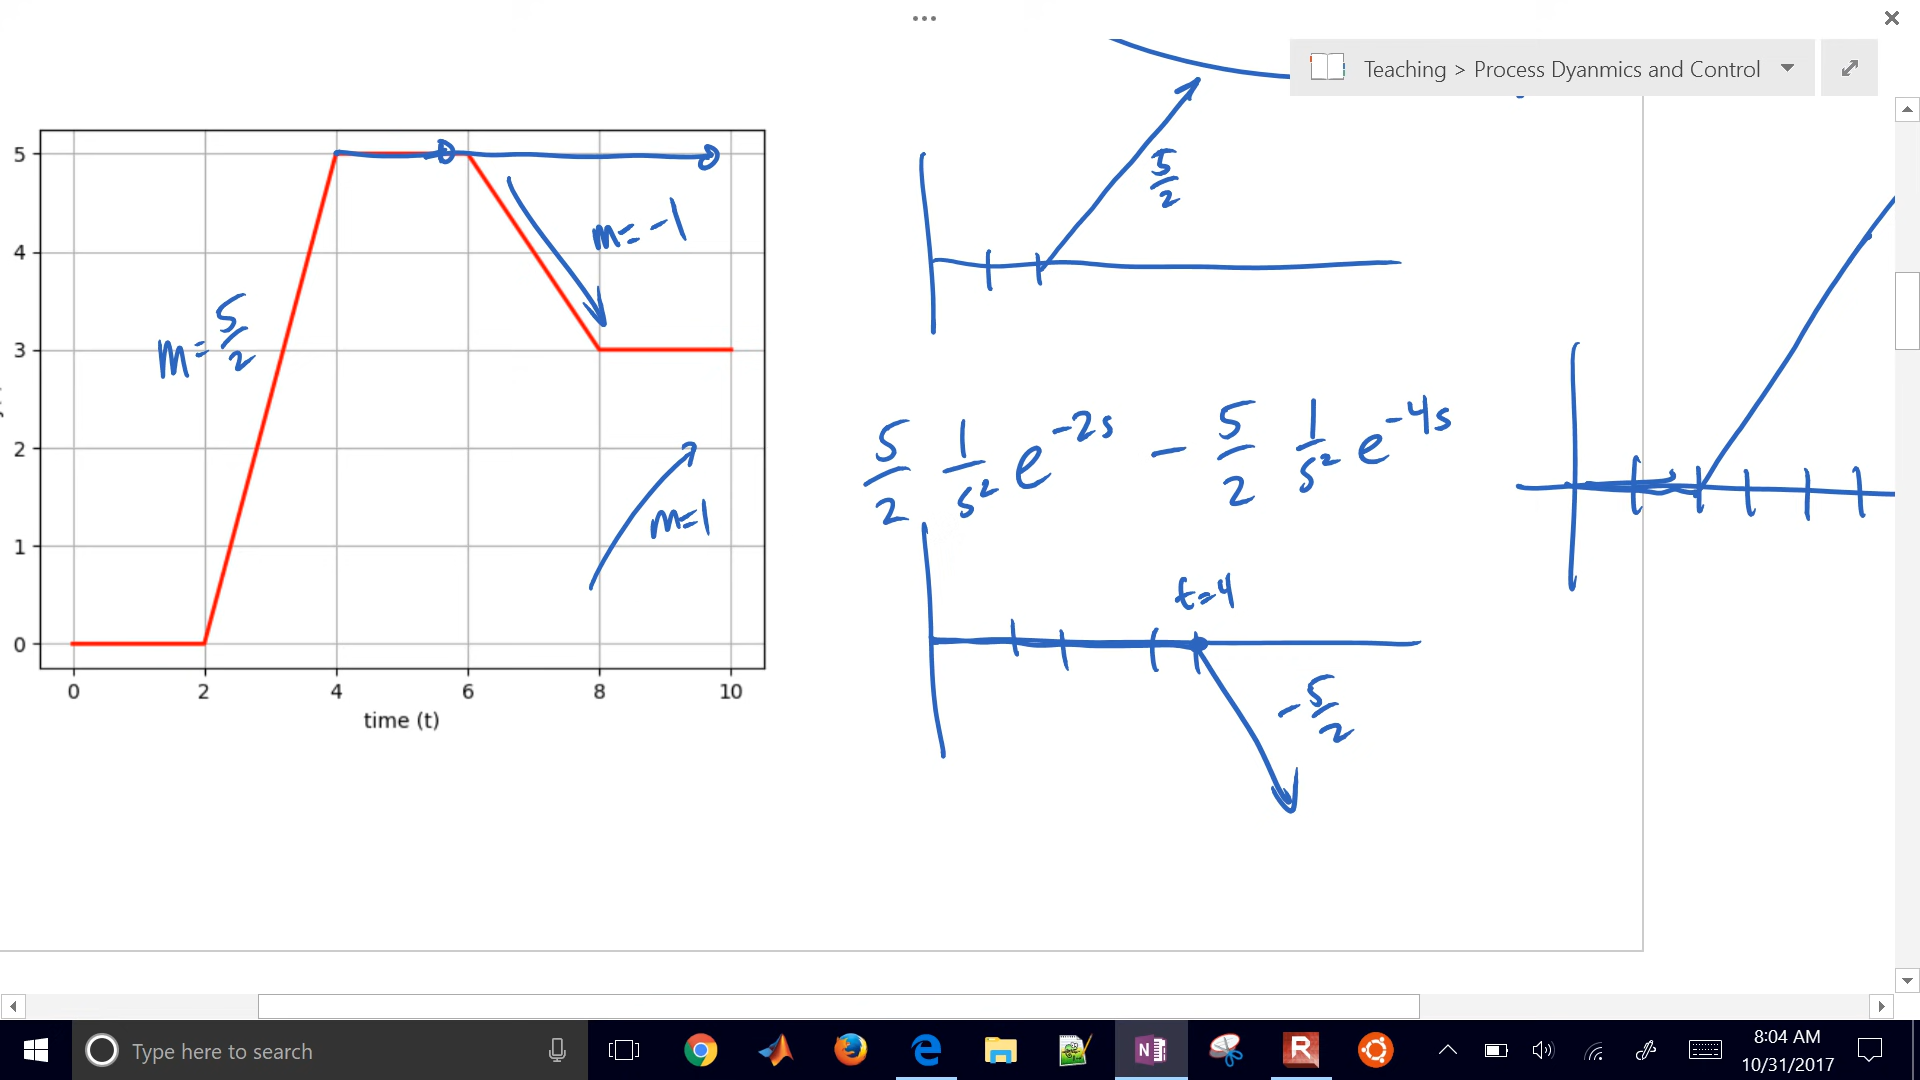 Teaching > Process Dyanmics and Control
5
4
3
2
1
0
0 2 4 6 8 10
time (t)
m = 5/2
m = -1
m = 1
5/2
5/2 1/s² e^-2s - 5/2 1/s² e^-4s
t = 4
-5/2
Type here to search
8:04 AM
10/31/2017